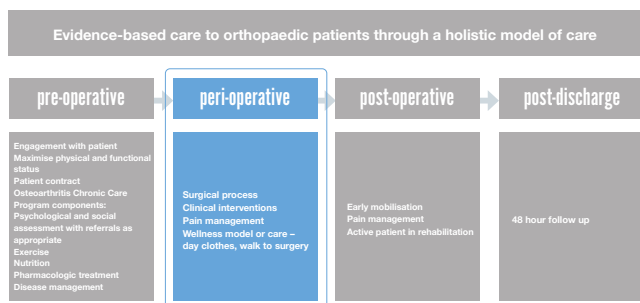 Evidence-based care to orthopaedic patients through a holistic model of care
pre-operative
peri-operative
post-operative
post-discharge
Engagement with patient
Maximise physical and functional
status
Patient contract
Osteoarthritis Chronic Care
Program components:
Psychological and social
assessment with referrals as
appropriate
Exercise
Nutrition
Pharmacologic treatment
Disease management
Surgical process
Clinical interventions
Pain management
Wellness model or care –
day clothes, walk to surgery
Early mobilisation
Pain management
Active patient in rehabilitation
48 hour follow up